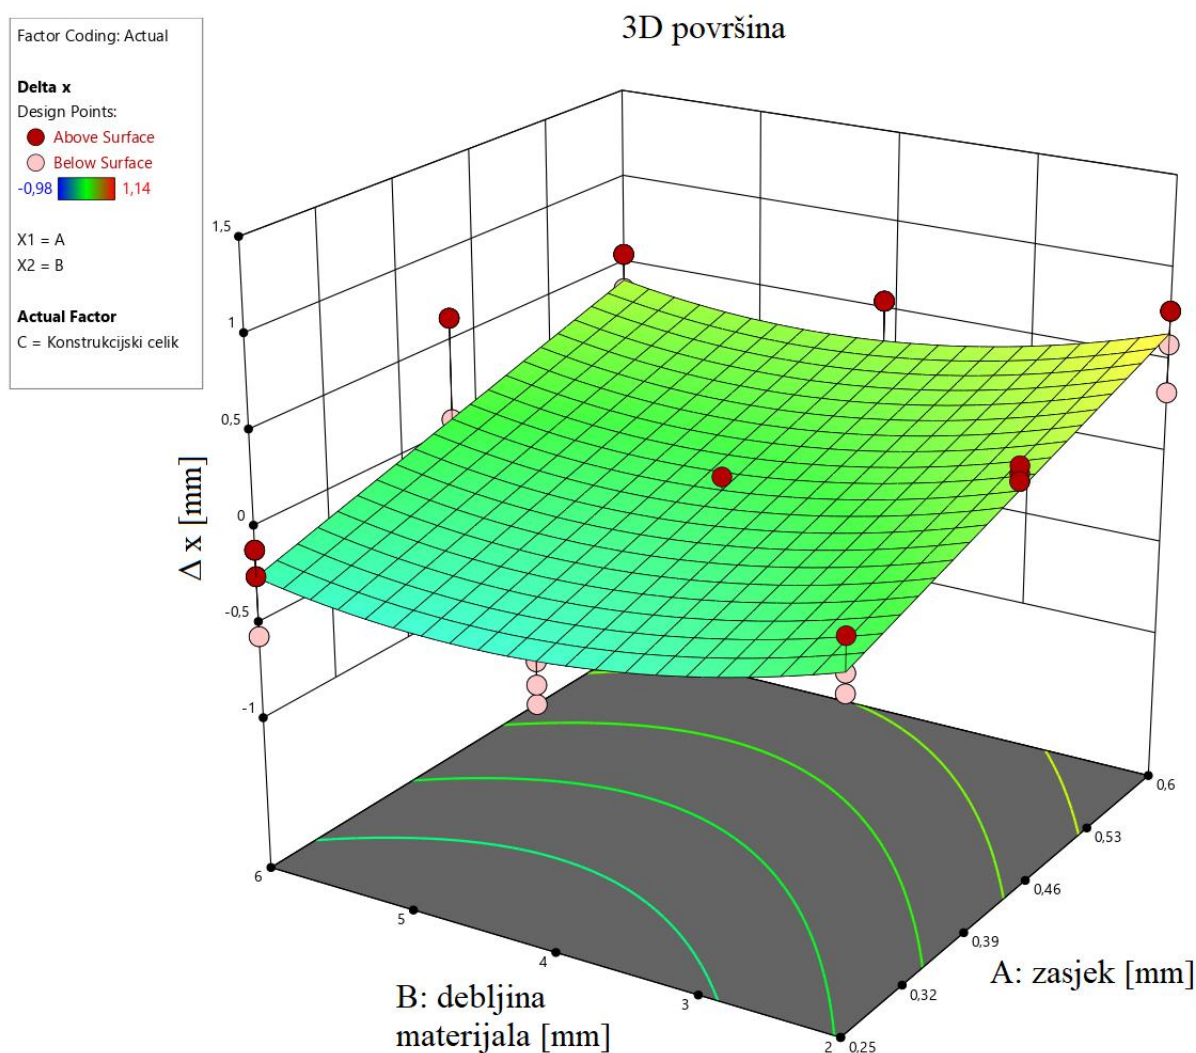 3D površina
Factor Coding: Actual
Delta x
Design Points:
Above Surface
Below Surface
-0,98 1,14
X1 = A
X2 = B
Actual Factor
C = Konstrukcijski celik
1,5
1
0,5
0
-0,5
-1
Δ x [mm]
6
5
4
3
2
B: debljina
materijala [mm]
0,25
0,32
0,39
0,46
0,53
0,6
A: zasjek [mm]